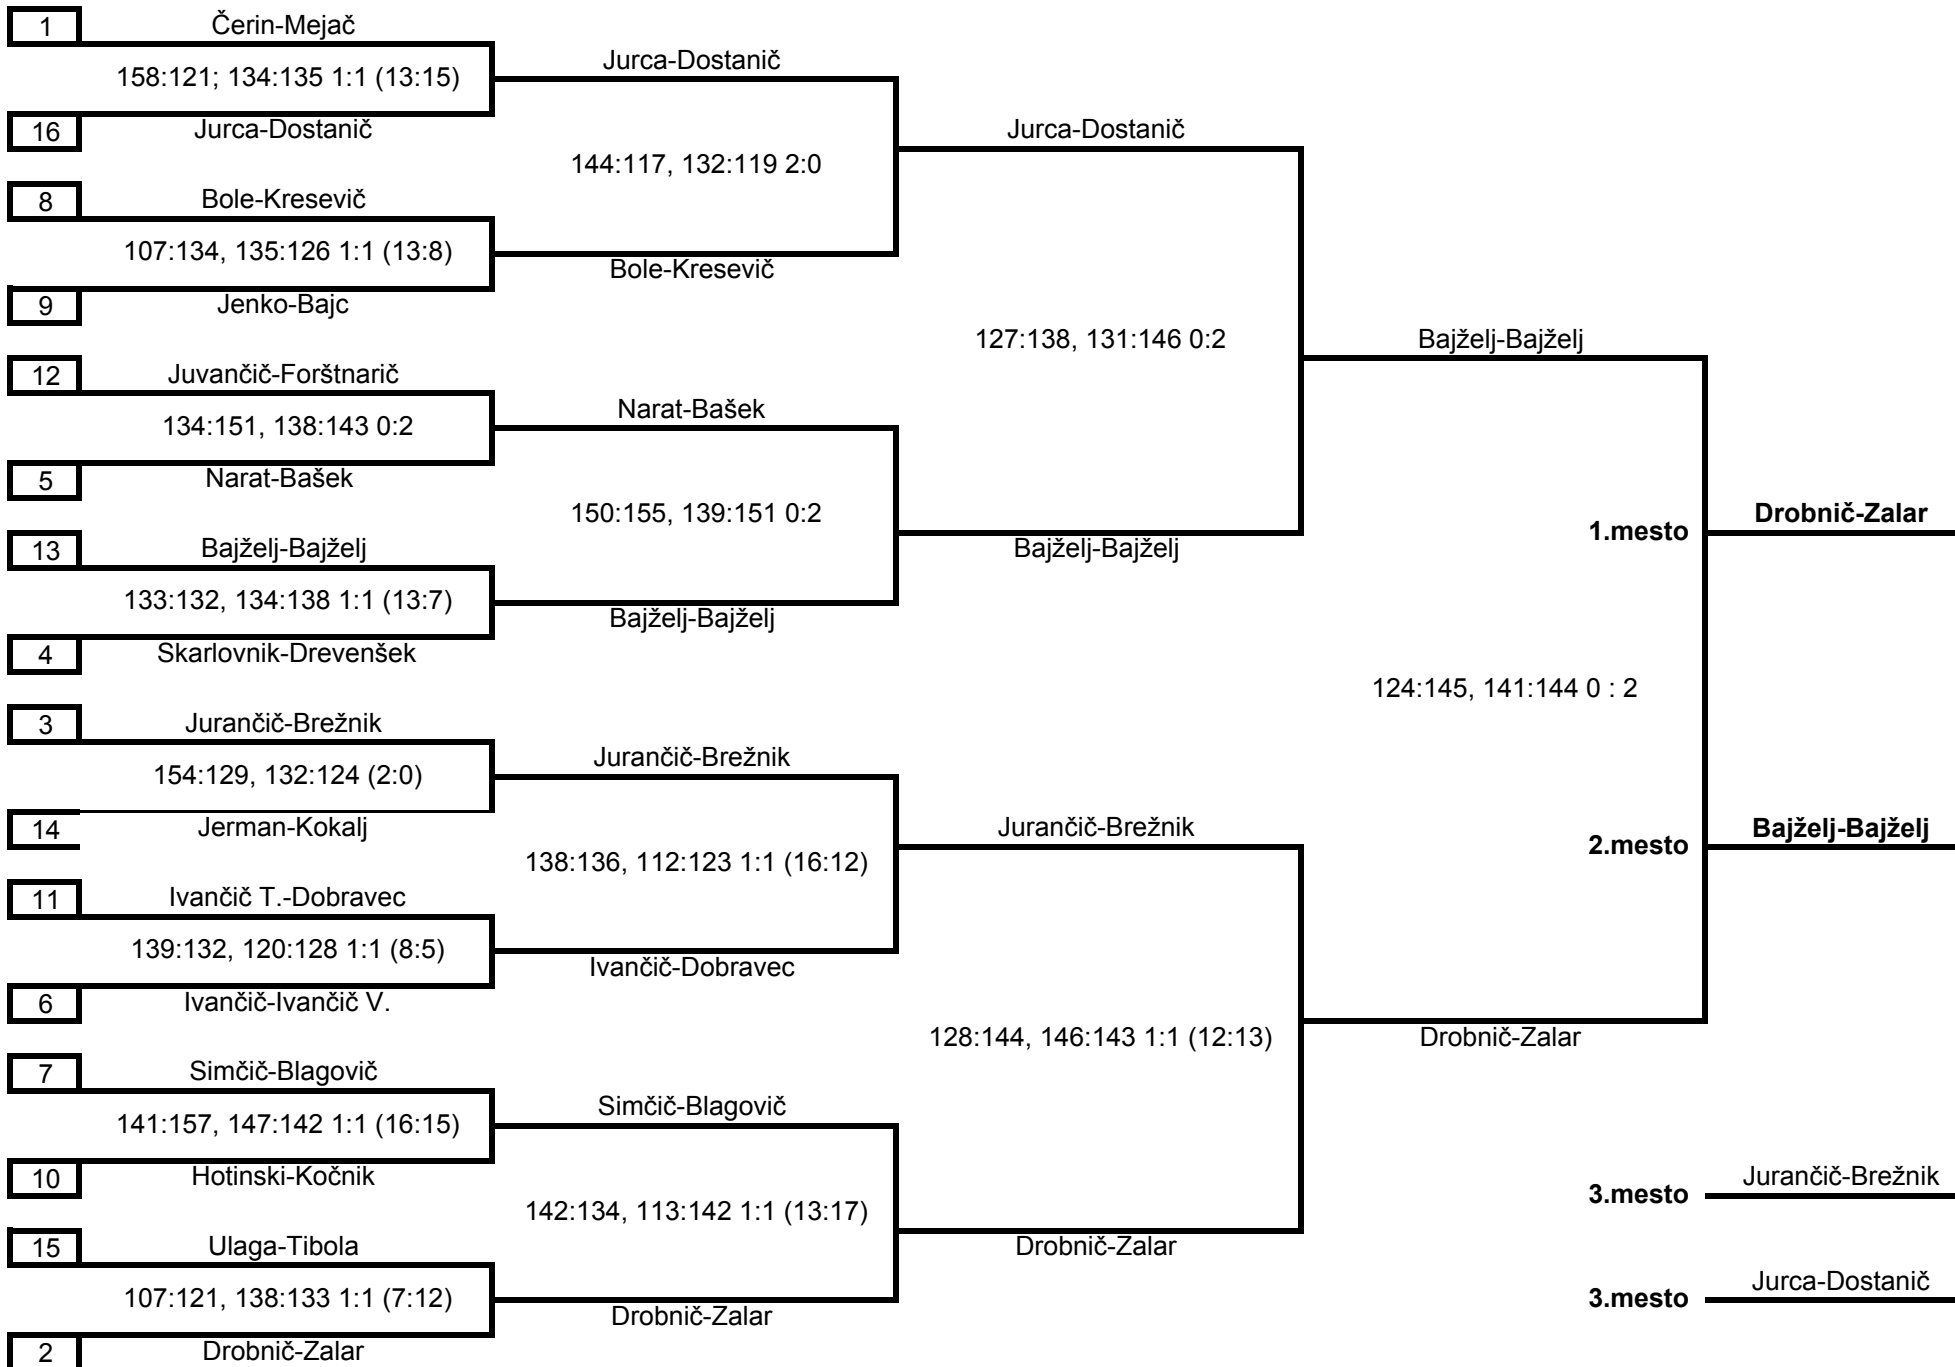 1 Čerin-Mejač
158:121; 134:135 1:1 (13:15)
16 Jurca-Dostanič
8 Bole-Kresevič
107:134, 135:126 1:1 (13:8)
9 Jenko-Bajc
12 Juvančič-Forštnarič
134:151, 138:143 0:2
5 Narat-Bašek
13 Bajželj-Bajželj
133:132, 134:138 1:1 (13:7)
4 Skarlovnik-Drevenšek
3 Jurančič-Brežnik
154:129, 132:124 (2:0)
14 Jerman-Kokalj
11 Ivančič T.-Dobravec
139:132, 120:128 1:1 (8:5)
6 Ivančič-Ivančič V.
7 Simčič-Blagovič
141:157, 147:142 1:1 (16:15)
10 Hotinski-Kočnik
15 Ulaga-Tibola
107:121, 138:133 1:1 (7:12)
2 Drobnič-Zalar
Jurca-Dostanič
144:117, 132:119 2:0
Bole-Kresevič
Narat-Bašek
150:155, 139:151 0:2
Bajželj-Bajželj
Jurančič-Brežnik
138:136, 112:123 1:1 (16:12)
Ivančič-Dobravec
Simčič-Blagovič
142:134, 113:142 1:1 (13:17)
Drobnič-Zalar
Jurca-Dostanič
127:138, 131:146 0:2
Bajželj-Bajželj
Jurančič-Brežnik
128:144, 146:143 1:1 (12:13)
Drobnič-Zalar
Bajželj-Bajželj
124:145, 141:144 0 : 2
Drobnič-Zalar
1.mesto Drobnič-Zalar
2.mesto Bajželj-Bajželj
3.mesto Jurančič-Brežnik
3.mesto Jurca-Dostanič